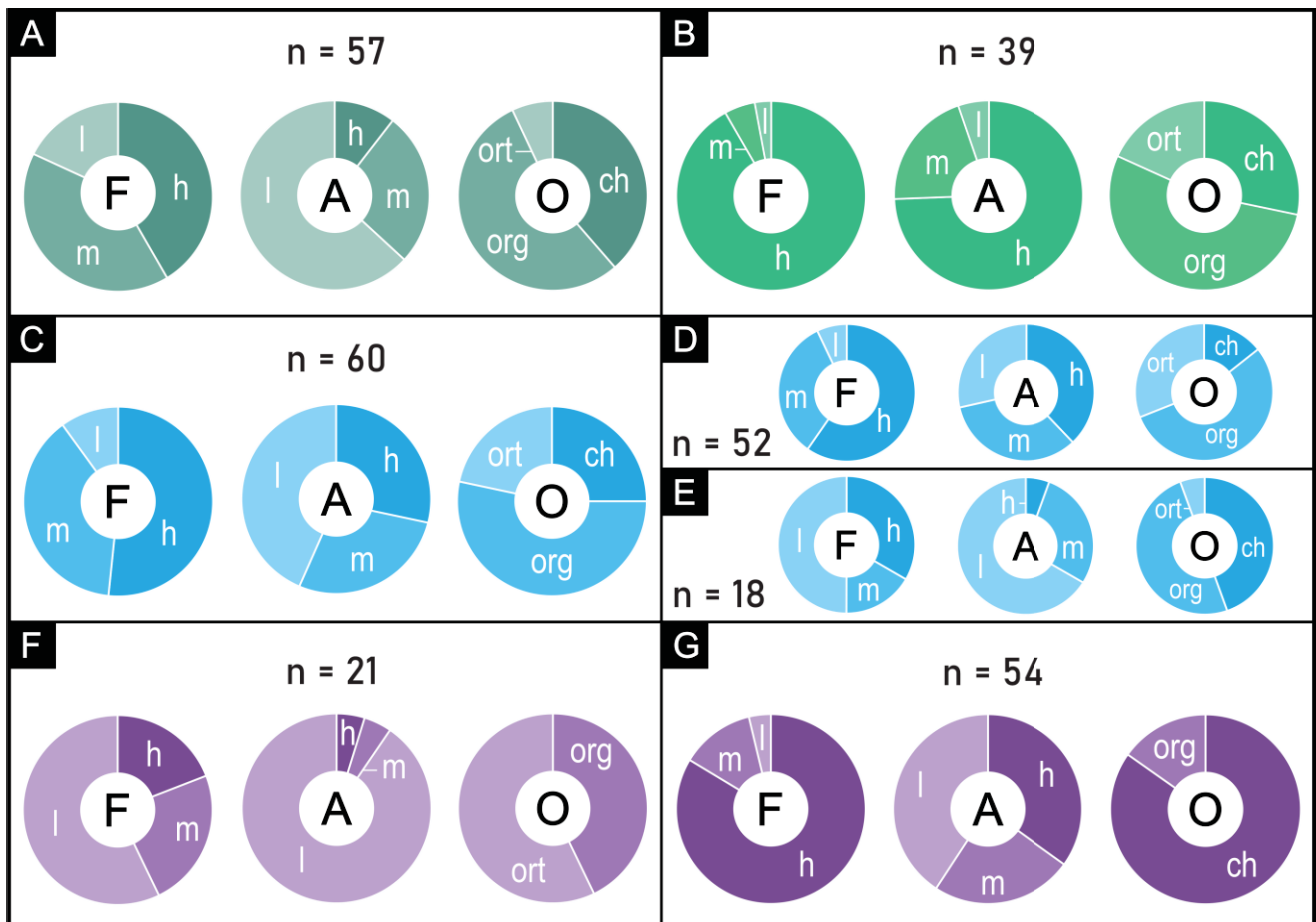 A
n = 57
l
h
m
F
h
m
l
A
ort
ch
org
O
B
n = 39
l
m
h
F
l
m
h
A
ort
ch
org
O
C
n = 60
l
m
h
F
h
l
m
A
ort
ch
org
O
D
n = 52
l
m
h
F
l
h
m
A
ch
ort
org
O
E
n = 18
l
h
m
F
h
m
l
A
ort
ch
org
O
F
n = 21
h
l
m
F
h
m
l
A
org
ort
O
G
n = 54
l
m
h
F
h
l
m
A
org
ch
O